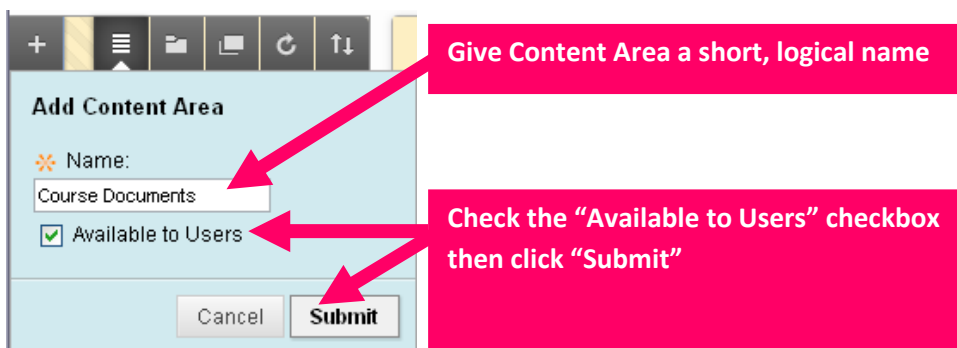 Give Content Area a short, logical name
Add Content Area
Name:
Course Documents
Available to Users
Check the “Available to Users” checkbox
then click “Submit”
Cancel
Submit